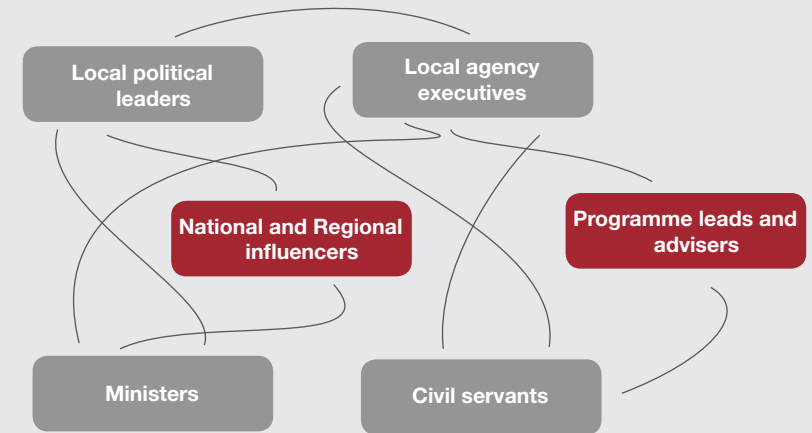 Local political
leaders
Local agency
executives
National and Regional
influencers
Programme leads and
advisers
Ministers
Civil servants